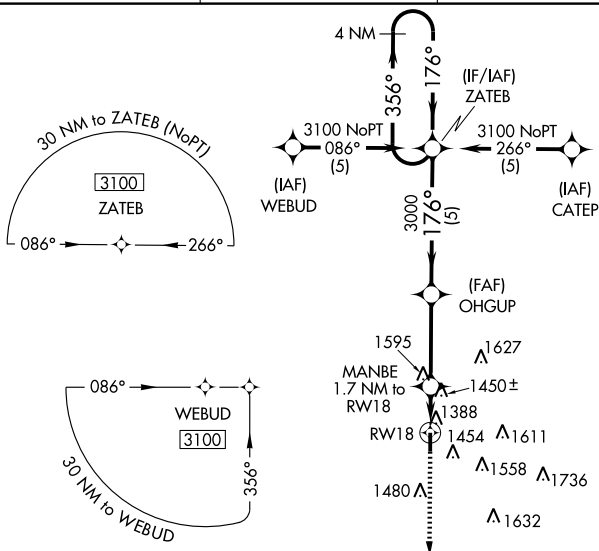 4 NM
356°
176°
(IF/IAF)
ZATEB
30 NM to ZATEB (NoPT)
3100
ZATEB
086°
266°
3100 NoPT
086°
(5)
(IAF)
WEBUD
3100 NoPT
266°
(5)
(IAF)
CATEP
3000
176°
(5)
(FAF)
OHGUP
1595
1627
MANBE
1.7 NM to
RW18
1450±
1388
RW18
1454
1611
1558
1736
1480
1632
086°
WEBUD
3100
356°
30 NM to WEBUD